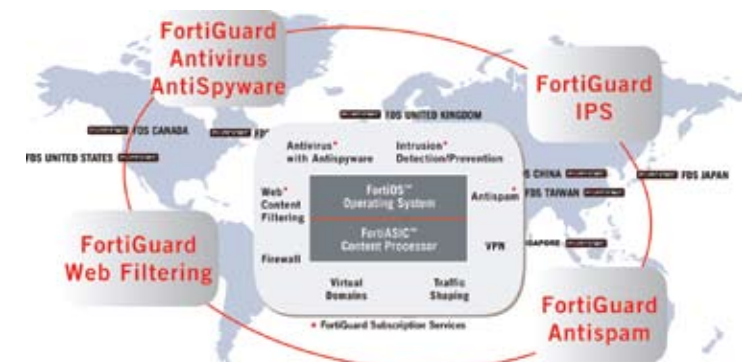 FortiGuard
Antivirus
AntiSpyware
FortiGuard
IPS
FDS UNITED KINGDOM
FDS CANADA
FDS UNITED STATES
Antivirus*
with Antispyware
Intrusion*
Detection/Prevention
S CHINA
FDS JAPAN
FDS TAIWAN
Web*
Content
Filtering
FortiOS™
Operating System
Antispam*
FortiASIC™
Content Processor
VPN
GAPORE
Firewall
FortiGuard
Web Filtering
Virtual
Domains
Traffic
Shaping
FortiGuard
Antispam
* FortiGuard Subscription Services